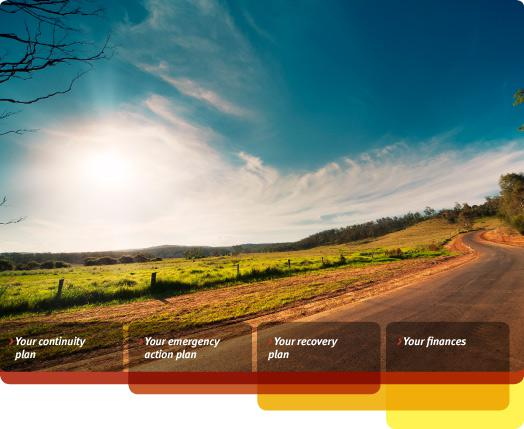 › Your continuity
plan
› Your emergency
action plan
› Your recovery
plan
› Your finances